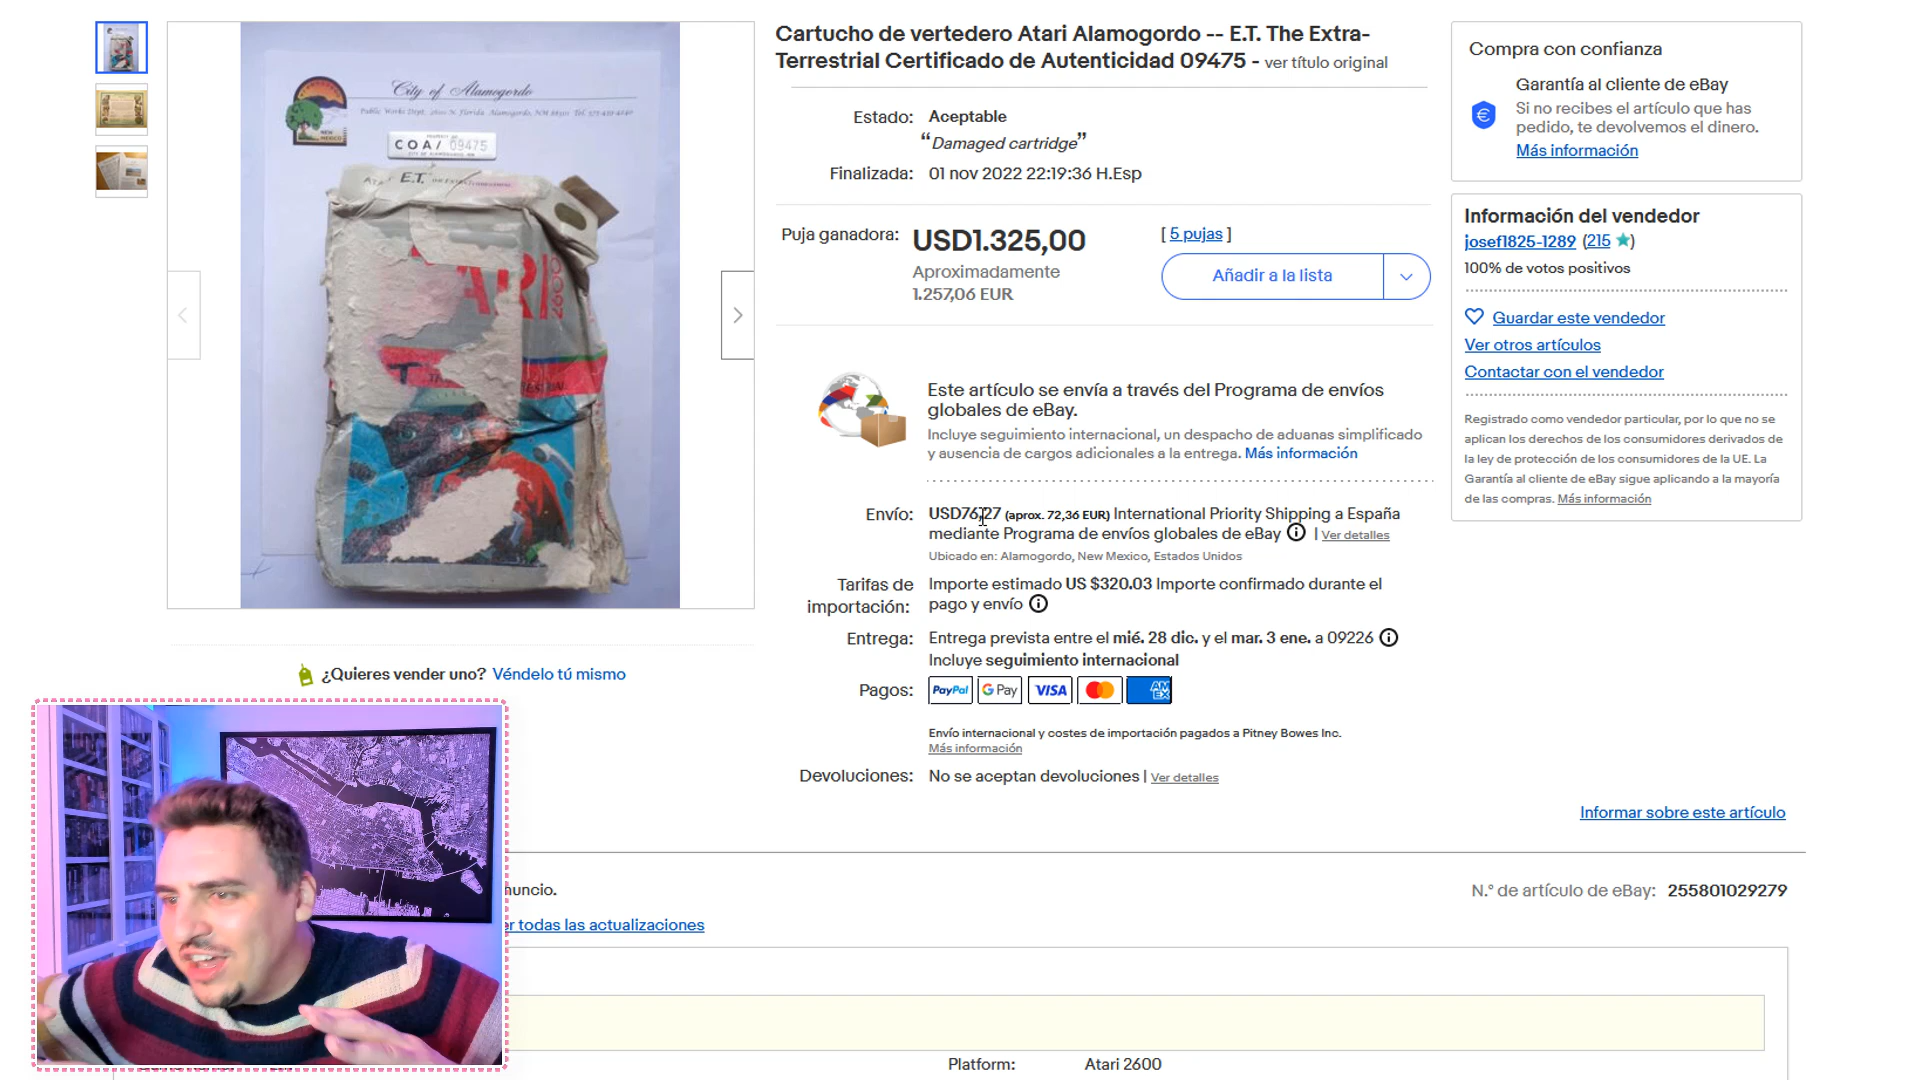 Cartucho de vertedero Atari Alamogordo -- E.T. The Extra-
Terrestrial Certificado de Autenticidad 09475 - ver título original
City of Alamogordo
NEW
MEXICO
COA/ 09475
E.T.
2600
Estado: Aceptable
“Damaged cartridge”
Finalizada: 01 nov 2022 22:19:36 H.Esp
Puja ganadora: USD1.325,00
[ 5 pujas ]
Aproximadamente
1.257,06 EUR
Añadir a la lista
Este artículo se envía a través del Programa de envíos
globales de eBay.
Incluye seguimiento internacional, un despacho de aduanas simplificado
y ausencia de cargos adicionales a la entrega. Más información
Envío: USD76,27 (aprox. 72,36 EUR) International Priority Shipping a España
mediante Programa de envíos globales de eBay | Ver detalles
Ubicado en: Alamogordo, New Mexico, Estados Unidos
Tarifas de
importación:
Importe estimado US $320.03 Importe confirmado durante el
pago y envío
Entrega: Entrega prevista entre el mié. 28 dic. y el mar. 3 ene. a 09226
Incluye seguimiento internacional
Pagos: PayPal G Pay VISA AM EX
Envío internacional y costes de importación pagados a Pitney Bowes Inc.
Más información
Devoluciones: No se aceptan devoluciones | Ver detalles
Compra con confianza
Garantía al cliente de eBay
Si no recibes el artículo que has
pedido, te devolvemos el dinero.
Más información
Información del vendedor
josef1825-1289 (215)
100% de votos positivos
Guardar este vendedor
Ver otros artículos
Contactar con el vendedor
Registrado como vendedor particular, por lo que no se
aplican los derechos de los consumidores derivados de
la ley de protección de los consumidores de la UE. La
Garantía al cliente de eBay sigue aplicando a la mayoría
de las compras. Más información
¿Quieres vender uno? Véndelo tú mismo
Informar sobre este artículo
nuncio.
N.° de artículo de eBay: 255801029279
er todas las actualizaciones
Platform: Atari 2600